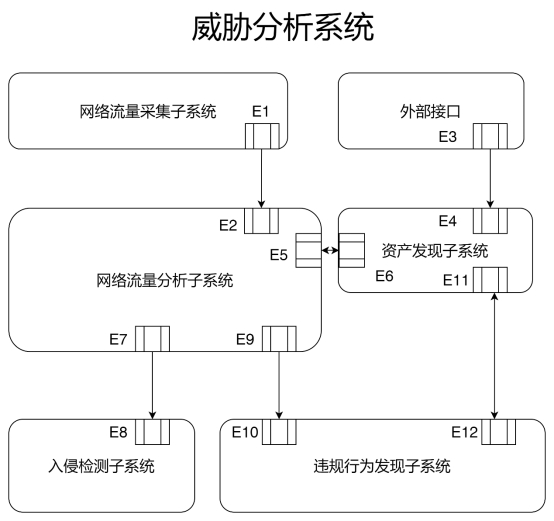 威胁分析系统
网络流量采集子系统
E1
外部接口
E3
E2
E4
E5
资产发现子系统
E6
E11
网络流量分析子系统
E7
E9
E8
入侵检测子系统
E10
E12
违规行为发现子系统